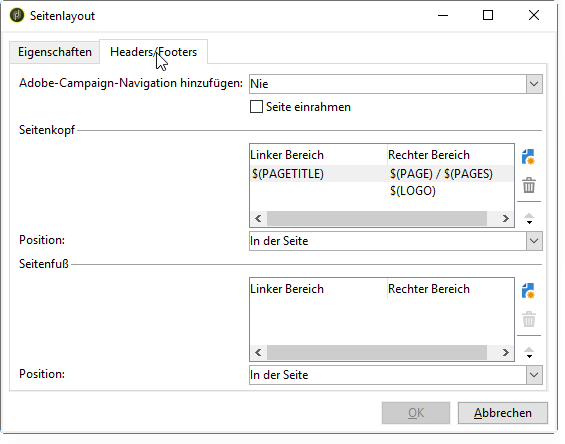 Seitenlayout
Eigenschaften Headers/Footers
Adobe-Campaign-Navigation hinzufügen: Nie
Seite einrahmen
Seitenkopf
Linker Bereich Rechter Bereich
$(PAGETITLE) $(PAGE) / $(PAGES)
$(LOGO)
Position: In der Seite
Seitenfuß
Linker Bereich Rechter Bereich
Position: In der Seite
OK Abbrechen